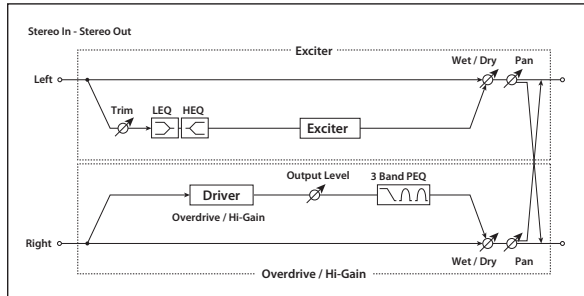 Stereo In - Stereo Out
Exciter
Wet / Dry Pan
Left
Trim LEQ HEQ
Exciter
Output Level 3 Band PEQ
Driver
Overdrive / Hi-Gain
Right
Wet / Dry Pan
Overdrive / Hi-Gain